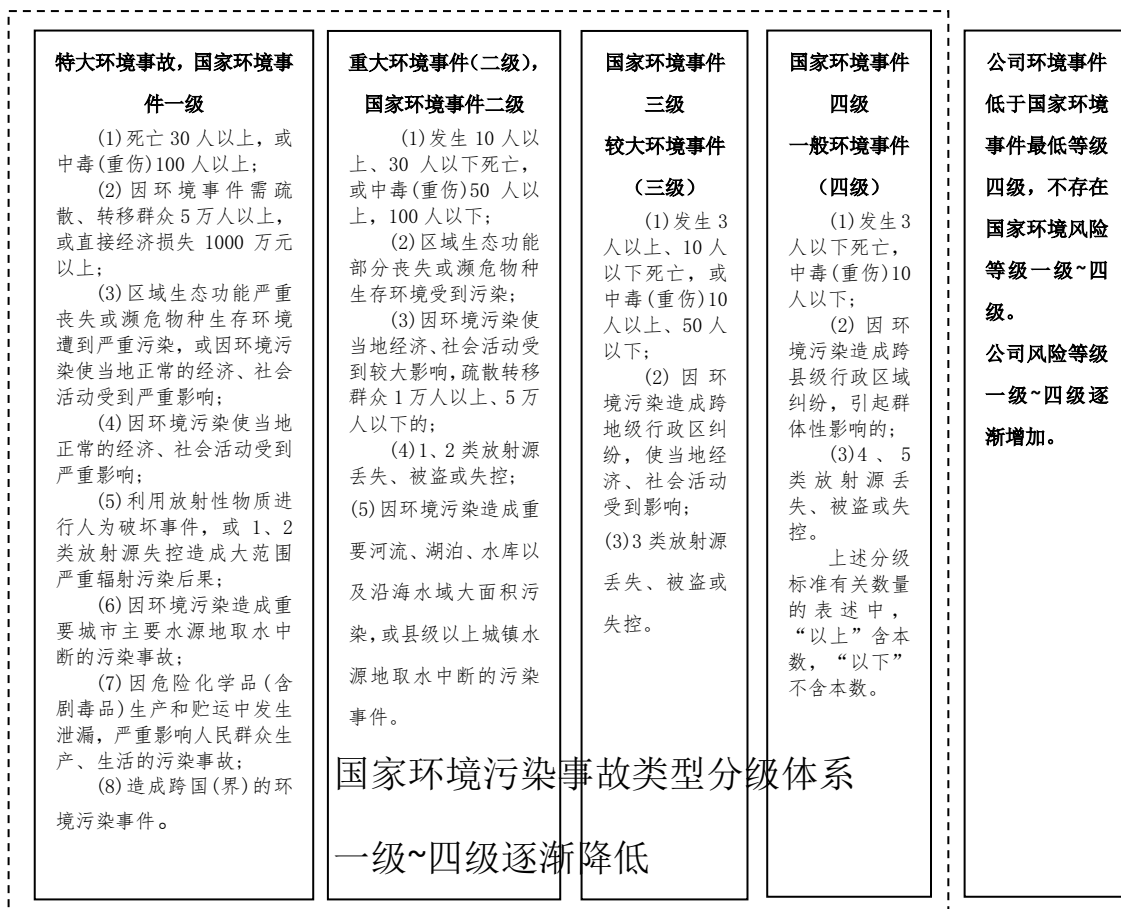 特大环境事故，国家环境事
件一级
(1)死亡 30 人以上，或
中毒(重伤)100 人以上；
(2)因环境事件需疏
散、转移群众 5 万人以上，
或直接经济损失 1000 万元
以上；
(3)区域生态功能严重
丧失或濒危物种生存环境
遭到严重污染，或因环境污
染使当地正常的经济、社会
活动受到严重影响；
(4)因环境污染使当地
正常的经济、社会活动受到
严重影响；
(5)利用放射性物质进
行人为破坏事件，或 1、2
类放射源失控造成大范围
严重辐射污染后果；
(6)因环境污染造成重
要城市主要水源地取水中
断的污染事故；
(7)因危险化学品(含
剧毒品)生产和贮运中发生
泄漏，严重影响人民群众生
产、生活的污染事故；
(8)造成跨国(界)的环
境污染事件。
重大环境事件(二级)，
国家环境事件二级
(1)发生 10 人以
上、30 人以下死亡，
或中毒(重伤)50 人以
上，100 人以下；
(2)区域生态功能
部分丧失或濒危物种
生存环境受到污染；
(3)因环境污染使
当地经济、社会活动受
到较大影响，疏散转移
群众 1 万人以上、5 万
人以下的；
(4)1、2 类放射源
丢失、被盗或失控；
(5)因环境污染造成重
要河流、湖泊、水库以
及沿海水域大面积污
染，或县级以上城镇水
源地取水中断的污染
事件。
国家环境事件
三级
较大环境事件
（三级）
(1)发生 3
人以上、10 人
以下死亡，或
中毒(重伤)10
人以上、50 人
以下；
(2) 因 环
境污染造成跨
地级行政区纠
纷，使当地经
济、社会活动
受到影响；
(3)3 类放射源
丢失、被盗或
失控。
国家环境事件
四级
一般环境事件
（四级）
(1)发生 3
人以下死亡，
中毒(重伤)10
人以下；
(2) 因 环
境污染造成跨
县级行政区域
纠纷，引起群
体性影响的；
(3)4 、 5
类放射源丢
失、被盗或失
控。
上述分级
标准有关数量
的表述中，
“以上”含本
数，“以下”
不含本数。
公司环境事件
低于国家环境
事件最低等级
四级，不存在
国家环境风险
等级一级~四
级。
公司风险等级
一级~四级逐
渐增加。
国家环境污染事故类型分级体系
一级~四级逐渐降低